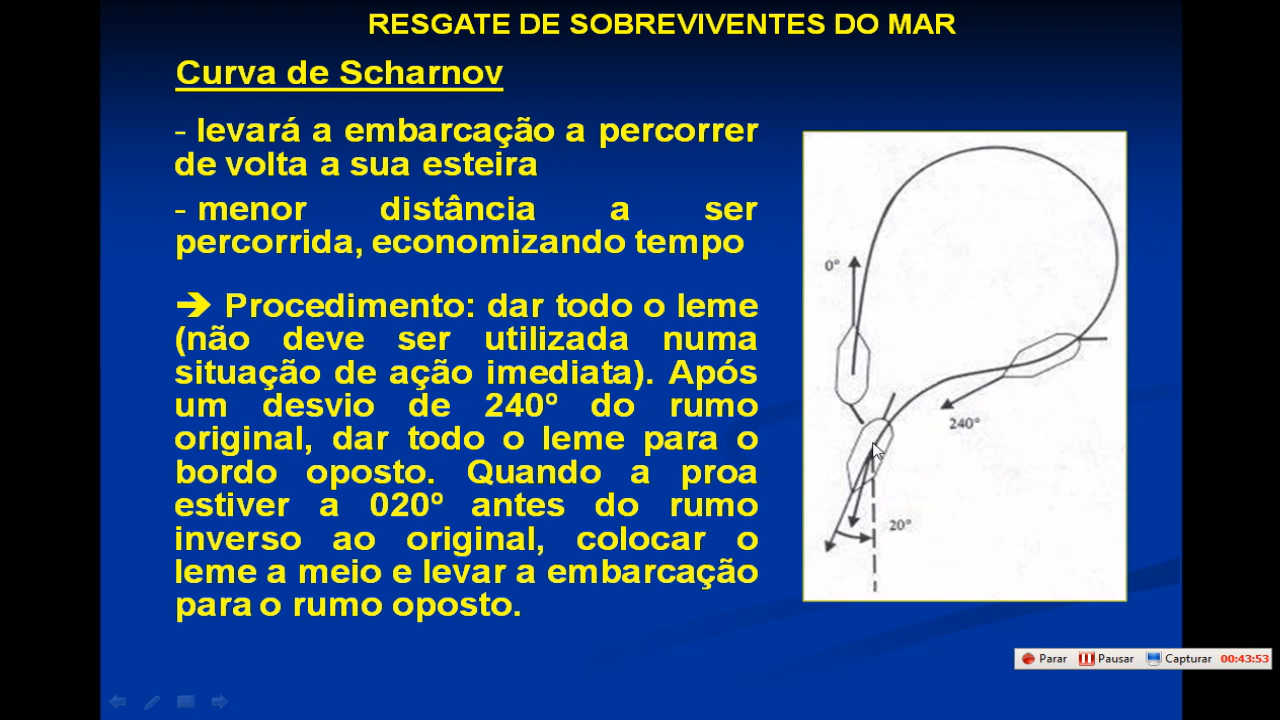 RESGATE DE SOBREVIVENTES DO MAR
Curva de Scharnov
- levará a embarcação a percorrer
de volta a sua esteira
- menor distância a ser
percorrida, economizando tempo
➔ Procedimento: dar todo o leme
(não deve ser utilizada numa
situação de ação imediata). Após
um desvio de 240º do rumo
original, dar todo o leme para o
bordo oposto. Quando a proa
estiver a 020º antes do rumo
inverso ao original, colocar o
leme a meio e levar a embarcação
para o rumo oposto.
0°
240°
20°
Parar Pausar Capturar 00:43:53